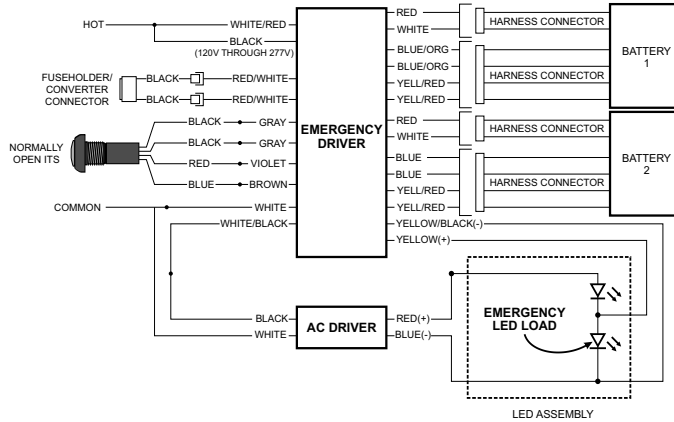 HOT
WHITE/RED
BLACK
(120V THROUGH 277V)
FUSEHOLDER/
CONVERTER
CONNECTOR
BLACK
RED/WHITE
BLACK
RED/WHITE
NORMALLY
OPEN ITS
BLACK
GRAY
BLACK
GRAY
RED
VIOLET
BLUE
BROWN
COMMON
WHITE
WHITE/BLACK
EMERGENCY
DRIVER
RED
WHITE
HARNESS CONNECTOR
BLUE/ORG
BLUE/ORG
YELL/RED
YELL/RED
HARNESS CONNECTOR
BATTERY
1
RED
WHITE
HARNESS CONNECTOR
BLUE
BLUE
YELL/RED
YELL/RED
HARNESS CONNECTOR
BATTERY
2
YELLOW/BLACK(-)
YELLOW(+)
BLACK
WHITE
AC DRIVER
RED(+)
BLUE(-)
EMERGENCY
LED LOAD
LED ASSEMBLY